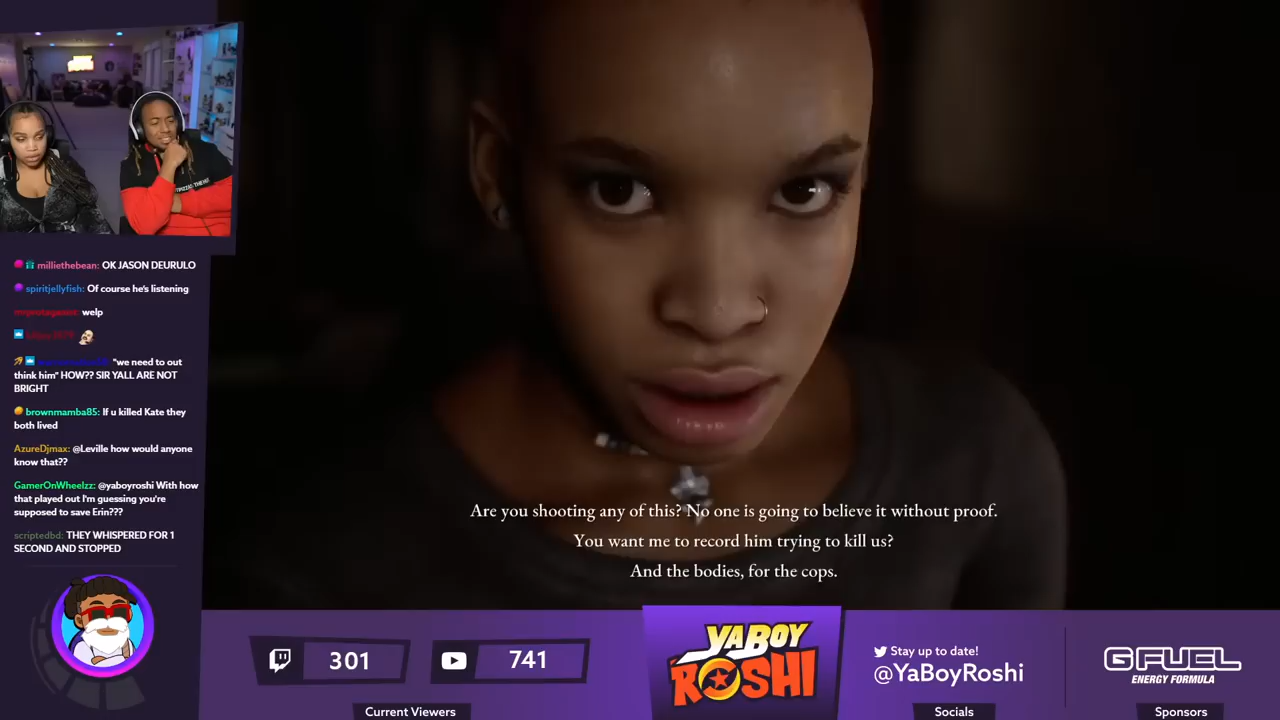 milliethebean: OK JASON DEURULO
spiritjellyfish: Of course he's listening
welp
"we need to out
think him" HOW?? SIR YALL ARE NOT
BRIGHT
brownmamba85: If u killed Kate they
both lived
AzureDjmax: @Leville how would anyone
know that??
GamerOnWheelzz: @yaboyroshi With how
that played out I'm guessing you're
supposed to save Erin???
scriptedbd: THEY WHISPERED FOR 1
SECOND AND STOPPED
Are you shooting any of this? No one is going to believe it without proof.
You want me to record him trying to kill us?
And the bodies, for the cops.
301
741
Current Viewers
YABOY
ROSHI
Stay up to date!
@YaBoyRoshi
Socials
G FUEL
ENERGY FORMULA
Sponsors